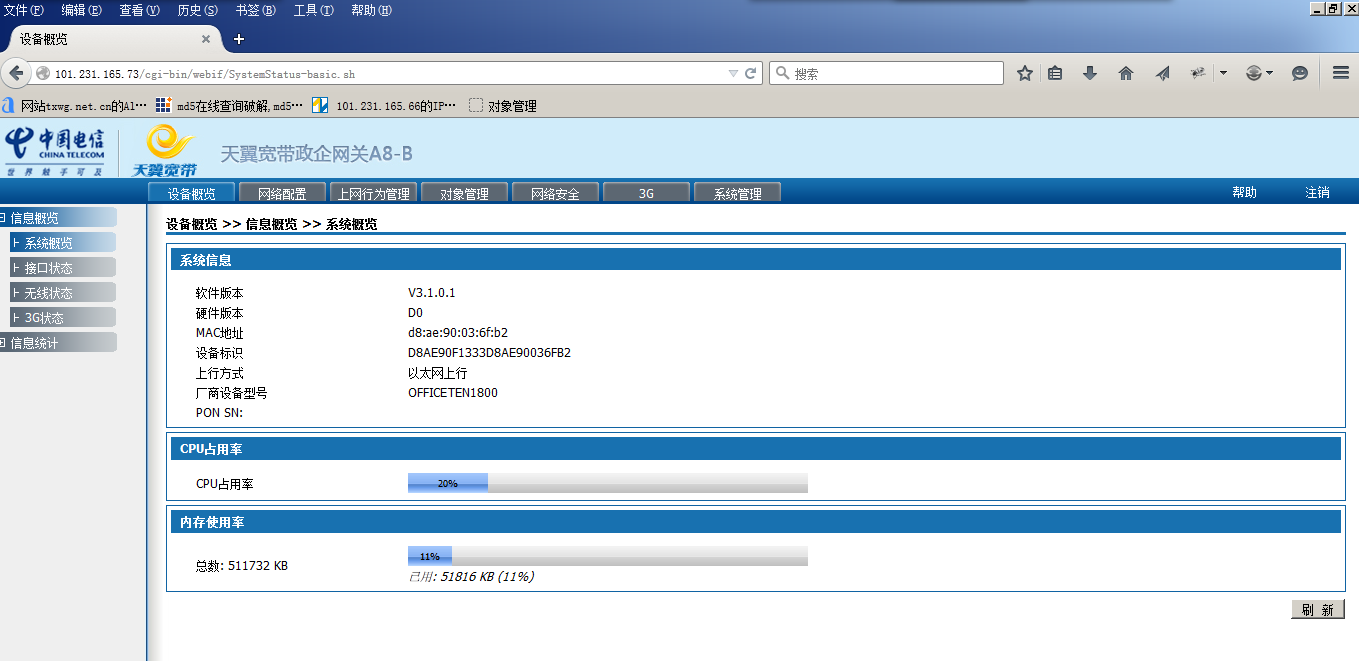 文件(F) 编辑(E) 查看(V) 历史(S) 书签(B) 工具(T) 帮助(H)
设备概览
101.231.165.73/cgi-bin/webif/SystemStatus-basic.sh
搜索
网站txwg.net.cn的Al… md5在线查询破解,md5… 101.231.165.66的IP… 对象管理
中国电信
CHINA TELECOM
世界触手可及
天翼宽带
天翼宽带政企网关A8-B
设备概览 网络配置 上网行为管理 对象管理 网络安全 3G 系统管理 帮助 注销
信息概览
系统概览
接口状态
无线状态
3G状态
信息统计
设备概览 >> 信息概览 >> 系统概览
系统信息
软件版本 V3.1.0.1
硬件版本 D0
MAC地址 d8:ae:90:03:6f:b2
设备标识 D8AE90F1333D8AE90036FB2
上行方式 以太网上行
厂商设备型号 OFFICETEN1800
PON SN:
CPU占用率
CPU占用率 20%
内存使用率
总数: 511732 KB 11%
已用: 51816 KB (11%)
刷 新